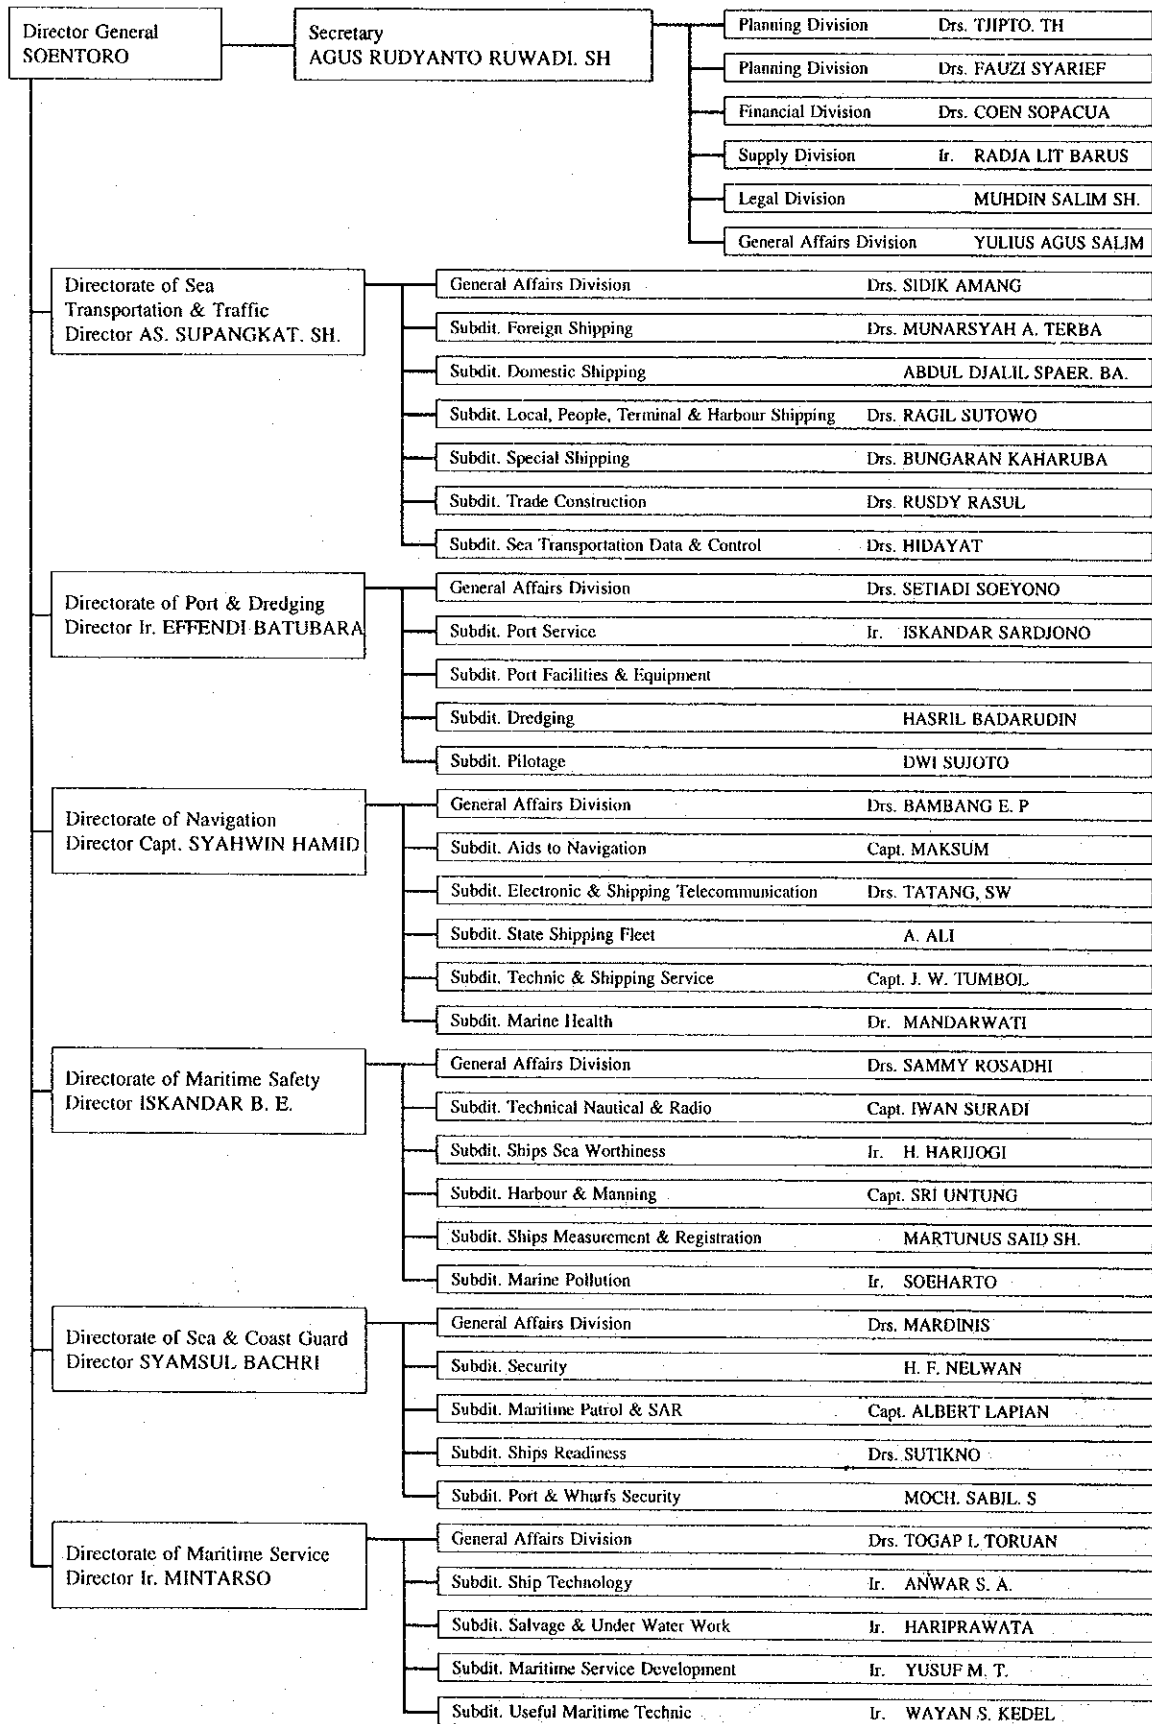 Director General
SOENTORO
Secretary
AGUS RUDYANTO RUWADI. SH
Planning Division Drs. TJIPTO. TH
Planning Division Drs. FAUZI SYARIEF
Financial Division Drs. COEN SOPACUA
Supply Division Ir. RADJA LIT BARUS
Legal Division MUHDIN SALIM SH.
General Affairs Division YULIUS AGUS SALIM
Directorate of Sea
Transportation & Traffic
Director AS. SUPANGKAT. SH.
General Affairs Division Drs. SIDIK AMANG
Subdit. Foreign Shipping Drs. MUNARSYAH A. TERBA
Subdit. Domestic Shipping ABDUL DJALIL SPAER. BA.
Subdit. Local, People, Terminal & Harbour Shipping Drs. RAGIL SUTOWO
Subdit. Special Shipping Drs. BUNGARAN KAHARUBA
Subdit. Trade Construction Drs. RUSDY RASUL
Subdit. Sea Transportation Data & Control Drs. HIDAYAT
Directorate of Port & Dredging
Director Ir. EFFENDI BATUBARA
General Affairs Division Drs. SETIADI SOEYONO
Subdit. Port Service Ir. ISKANDAR SARDJONO
Subdit. Port Facilities & Equipment
Subdit. Dredging HASRIL BADARUDIN
Subdit. Pilotage DWI SUJOTO
Directorate of Navigation
Director Capt. SYAHWIN HAMID
General Affairs Division Drs. BAMBANG E. P
Subdit. Aids to Navigation Capt. MAKSUM
Subdit. Electronic & Shipping Telecommunication Drs. TATANG, SW
Subdit. State Shipping Fleet A. ALI
Subdit. Technic & Shipping Service Capt. J. W. TUMBOL
Subdit. Marine Health Dr. MANDARWATI
Directorate of Maritime Safety
Director ISKANDAR B. E.
General Affairs Division Drs. SAMMY ROSADHI
Subdit. Technical Nautical & Radio Capt. IWAN SURADI
Subdit. Ships Sea Worthiness Ir. H. HARIJOGI
Subdit. Harbour & Manning Capt. SRI UNTUNG
Subdit. Ships Measurement & Registration MARTUNUS SAID SH.
Subdit. Marine Pollution Ir. SOEHARTO
Directorate of Sea & Coast Guard
Director SYAMSUL BACHRI
General Affairs Division Drs. MARDINIS
Subdit. Security H. F. NELWAN
Subdit. Maritime Patrol & SAR Capt. ALBERT LAPIAN
Subdit. Ships Readiness Drs. SUTIKNO
Subdit. Port & Wharfs Security MOCH. SABIL. S
Directorate of Maritime Service
Director Ir. MINTARSO
General Affairs Division Drs. TOGAP L TORUAN
Subdit. Ship Technology Ir. ANWAR S. A.
Subdit. Salvage & Under Water Work Ir. HARIPRAWATA
Subdit. Maritime Service Development Ir. YUSUF M. T.
Subdit. Useful Maritime Technic Ir. WAYAN S. KEDEL